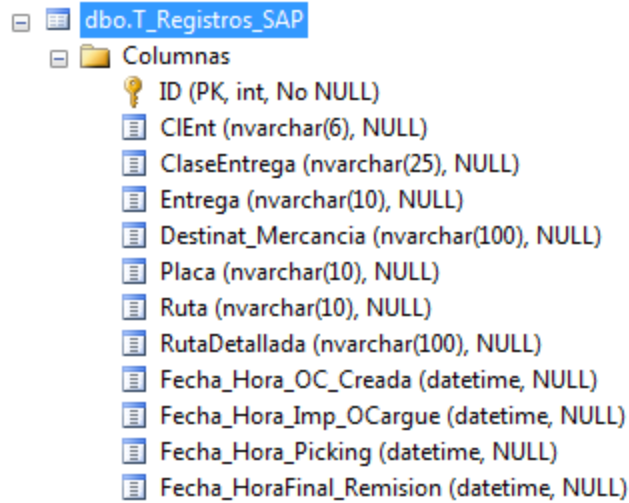 dbo.T_Registros_SAP
Columnas
ID (PK, int, No NULL)
ClEnt (nvarchar(6), NULL)
ClaseEntrega (nvarchar(25), NULL)
Entrega (nvarchar(10), NULL)
Destinat_Mercancia (nvarchar(100), NULL)
Placa (nvarchar(10), NULL)
Ruta (nvarchar(10), NULL)
RutaDetallada (nvarchar(100), NULL)
Fecha_Hora_OC_Creada (datetime, NULL)
Fecha_Hora_Imp_OCargue (datetime, NULL)
Fecha_Hora_Picking (datetime, NULL)
Fecha_HoraFinal_Remision (datetime, NULL)